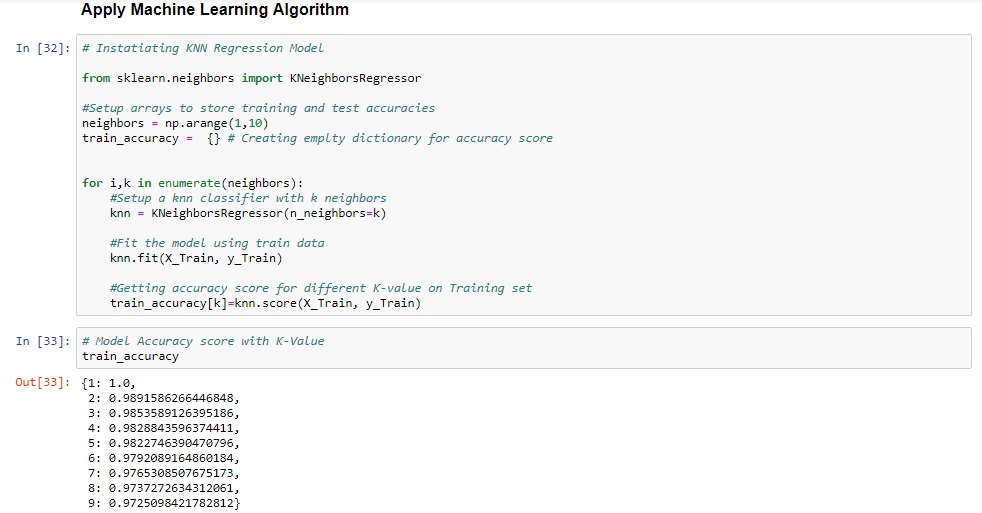 Apply Machine Learning Algorithm
In [32]: # Instatiating KNN Regression Model
from sklearn.neighbors import KNeighborsRegressor
#Setup arrays to store training and test accuracies
neighbors = np.arange(1,10)
train_accuracy =  {} # Creating emplty dictionary for accuracy score
for i,k in enumerate(neighbors):
    #Setup a knn classifier with k neighbors
    knn = KNeighborsRegressor(n_neighbors=k)
    #Fit the model using train data
    knn.fit(X_Train, y_Train)
    #Getting accuracy score for different K-value on Training set
    train_accuracy[k]=knn.score(X_Train, y_Train)
In [33]: # Model Accuracy score with K-Value
train_accuracy
Out[33]: {1: 1.0,
2: 0.9891586266446848,
3: 0.9853589126395186,
4: 0.9828843596374411,
5: 0.9822746390470796,
6: 0.9792089164860184,
7: 0.9765308507675173,
8: 0.9737272634312061,
9: 0.9725098421782812}